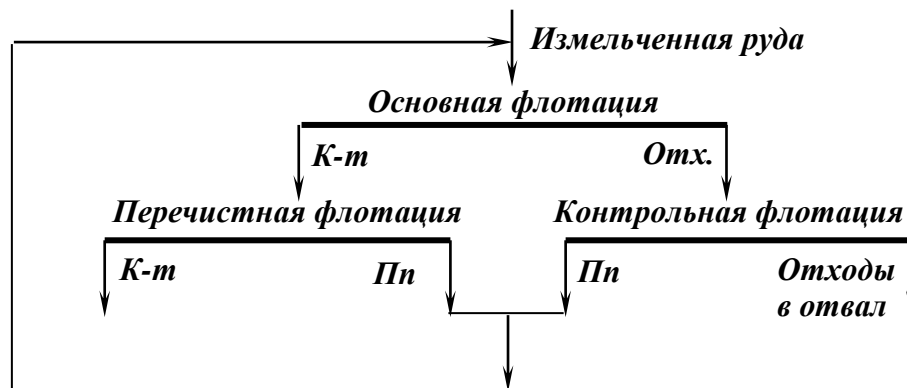 Измельченная руда
Основная флотация
К-т
Отх.
Перечистная флотация
Контрольная флотация
К-т
Пп
Пп
Отходы
в отвал